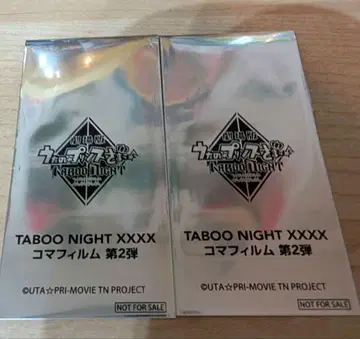 劇場版
うたの☆プリンスさまっ♪
TABOO NIGHT
TABOO NIGHT XXXX
コマフィルム 第2弾
©UTA☆PRI-MOVIE TN PROJECT
NOT FOR SALE
劇場版
うたの☆プリンスさまっ♪
TABOO NIGHT
TABOO NIGHT XXXX
コマフィルム 第2弾
©UTA☆PRI-MOVIE TN PROJECT
NOT FOR SALE